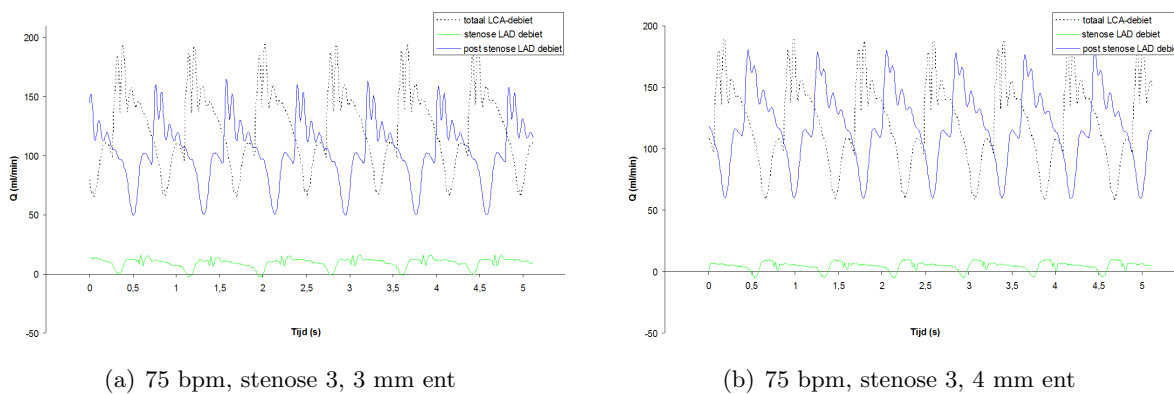 200
150
100
50
0
-50
Q (ml/min)
0 0,5 1 1,5 2 2,5 3 3,5 4 4,5 5
Tijd (s)
totaal LCA-debiet
stenose LAD debiet
post stenose LAD debiet
(a) 75 bpm, stenose 3, 3 mm ent
200
150
100
50
0
-50
Q (ml/min)
0 0,5 1 1,5 2 2,5 3 3,5 4 4,5 5
Tijd (s)
totaal LCA-debiet
stenose LAD debiet
post stenose LAD debiet
(b) 75 bpm, stenose 3, 4 mm ent